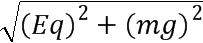 √((Eq)² + (mg)²)